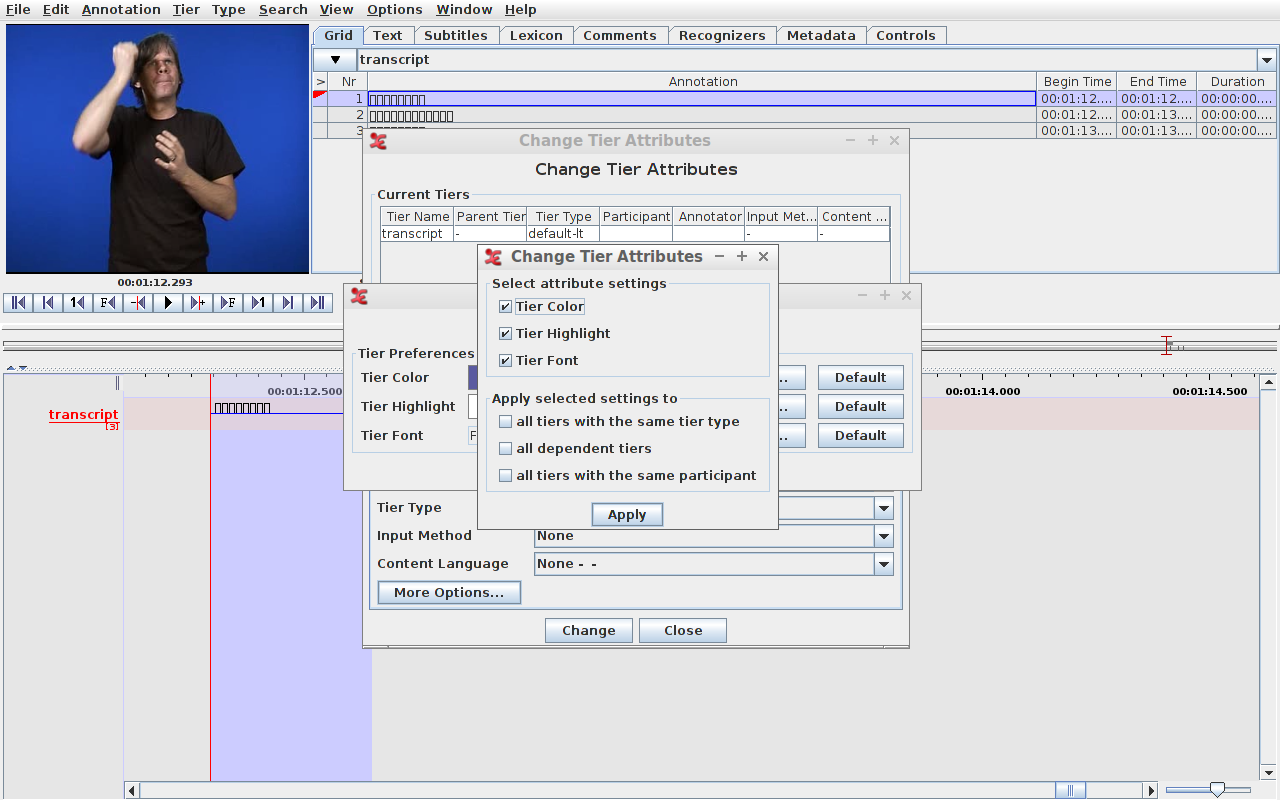 File Edit Annotation Tier Type Search View Options Window Help
Grid Text Subtitles Lexicon Comments Recognizers Metadata Controls
▼ transcript
> Nr Annotation Begin Time End Time Duration
1 00:01:12.... 00:01:12.... 00:00:00....
2 00:01:12.... 00:01:13.... 00:00:00....
3 00:01:13.... 00:01:13.... 00:00:00....
Change Tier Attributes
Change Tier Attributes
Current Tiers
Tier Name Parent Tier Tier Type Participant Annotator Input Met... Content ...
transcript - default-lt - -
Change Tier Attributes
Select attribute settings
Tier Color
Tier Highlight
Tier Font
Apply selected settings to
all tiers with the same tier type
all dependent tiers
all tiers with the same participant
Apply
00:01:12.293
Tier Preferences
Tier Color .. Default
Tier Highlight .. Default
Tier Font F .. Default
00:01:12.500 00:01:14.000 00:01:14.500
transcript
[3]
Tier Type
Input Method None
Content Language None - -
More Options...
Change Close